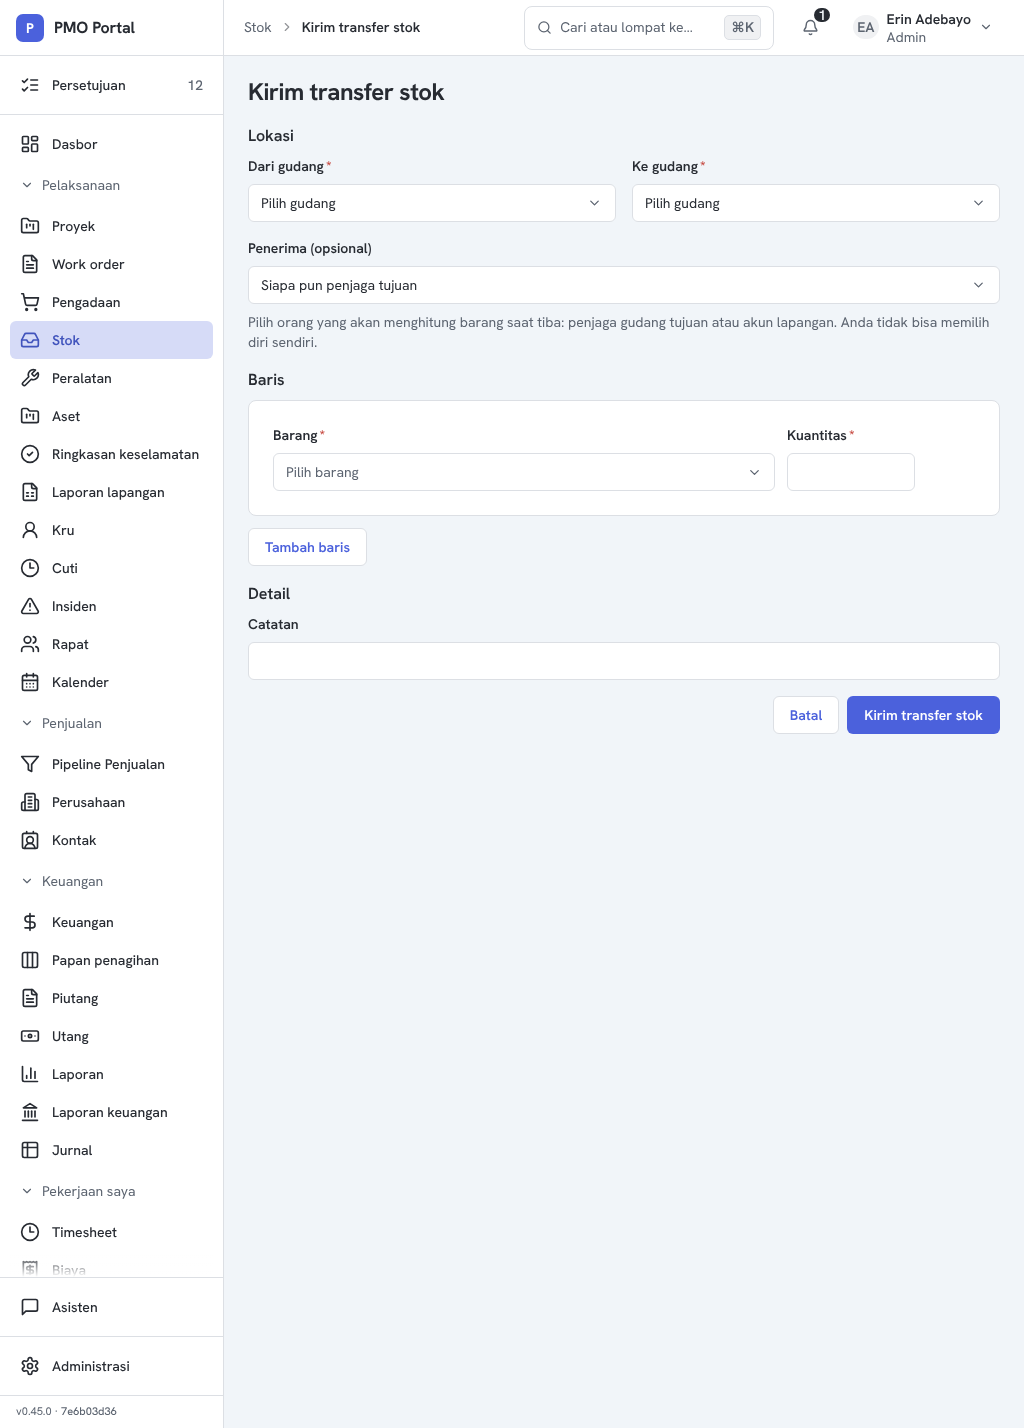 P PMO Portal
Stok > Kirim transfer stok
Cari atau lompat ke... ⌘K
1
EA Erin Adebayo
Admin
Persetujuan 12
Dasbor
Pelaksanaan
Proyek
Work order
Pengadaan
Stok
Peralatan
Aset
Ringkasan keselamatan
Laporan lapangan
Kru
Cuti
Insiden
Rapat
Kalender
Penjualan
Pipeline Penjualan
Perusahaan
Kontak
Keuangan
Keuangan
Papan penagihan
Piutang
Utang
Laporan
Laporan keuangan
Jurnal
Pekerjaan saya
Timesheet
Biaya
Asisten
Administrasi
v0.45.0 · 7e6b03d36
Kirim transfer stok
Lokasi
Dari gudang * Ke gudang *
Pilih gudang Pilih gudang
Penerima (opsional)
Siapa pun penjaga tujuan
Pilih orang yang akan menghitung barang saat tiba: penjaga gudang tujuan atau akun lapangan. Anda tidak bisa memilih
diri sendiri.
Baris
Barang * Kuantitas *
Pilih barang
Tambah baris
Detail
Catatan
Batal Kirim transfer stok